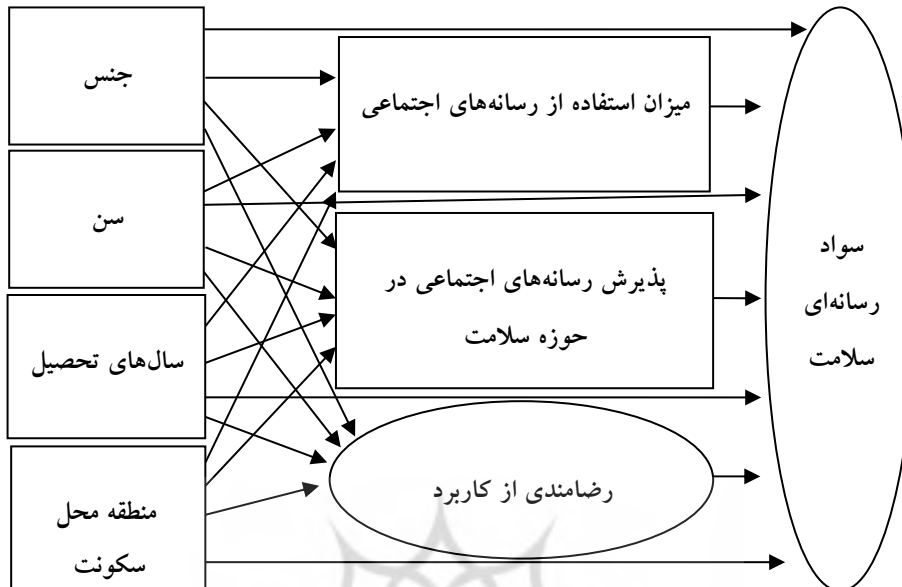 جنس
سن
سال‌های تحصیل
منطقه محل
سکونت
میزان استفاده از رسانه‌های اجتماعی
پذیرش رسانه‌های اجتماعی در
حوزه سلامت
رضامندی از کاربرد
سواد
رسانه‌ای
سلامت